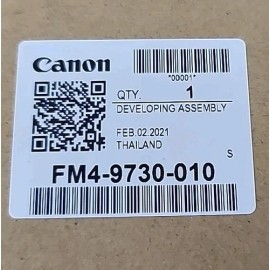 Canon
*00001*
QTY. 1
DEVELOPING ASSEMBLY
FEB.02.2021
THAILAND
S
FM4-9730-010